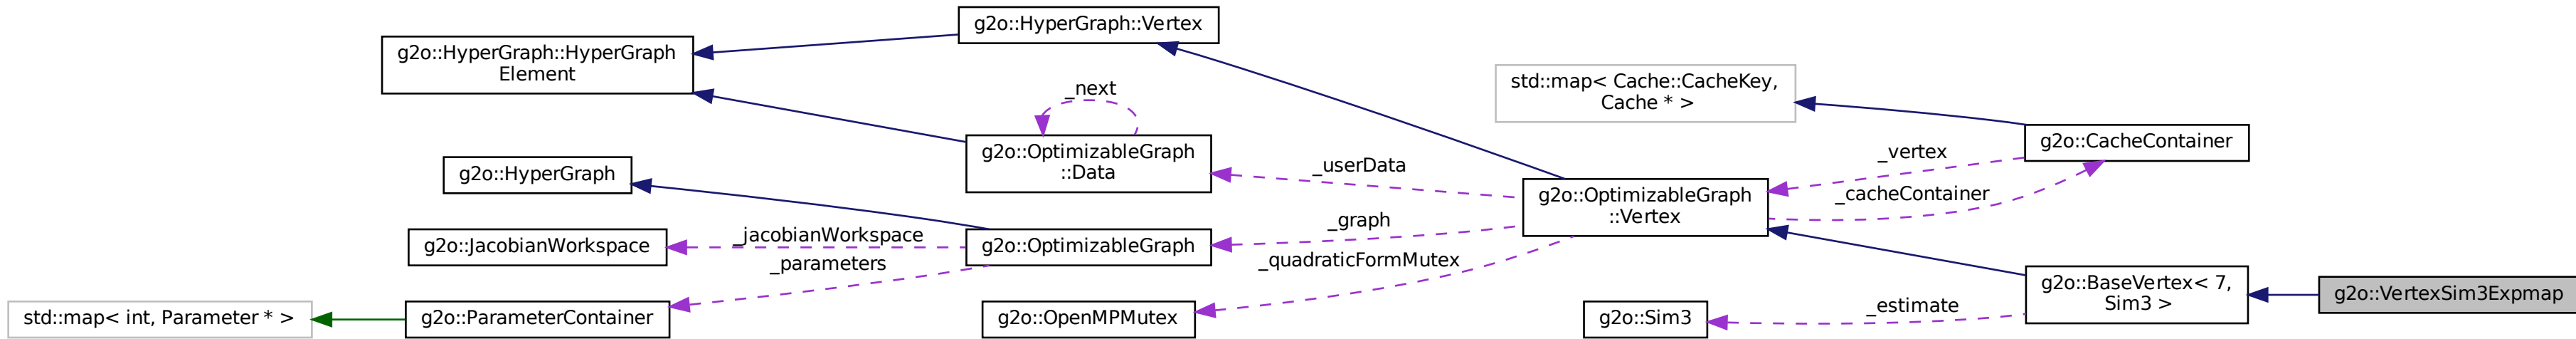 g2o::HyperGraph::Vertex
g2o::HyperGraph::HyperGraph
Element
std::map< Cache::CacheKey,
Cache * >
_next
g2o::CacheContainer
g2o::OptimizableGraph
::Data
_vertex
_userData
g2o::HyperGraph
g2o::OptimizableGraph
::Vertex
_cacheContainer
_graph
_jacobianWorkspace
g2o::JacobianWorkspace
g2o::OptimizableGraph
_parameters
_quadraticFormMutex
g2o::BaseVertex< 7,
Sim3 >
g2o::VertexSim3Expmap
_estimate
std::map< int, Parameter * >
g2o::ParameterContainer
g2o::OpenMPMutex
g2o::Sim3